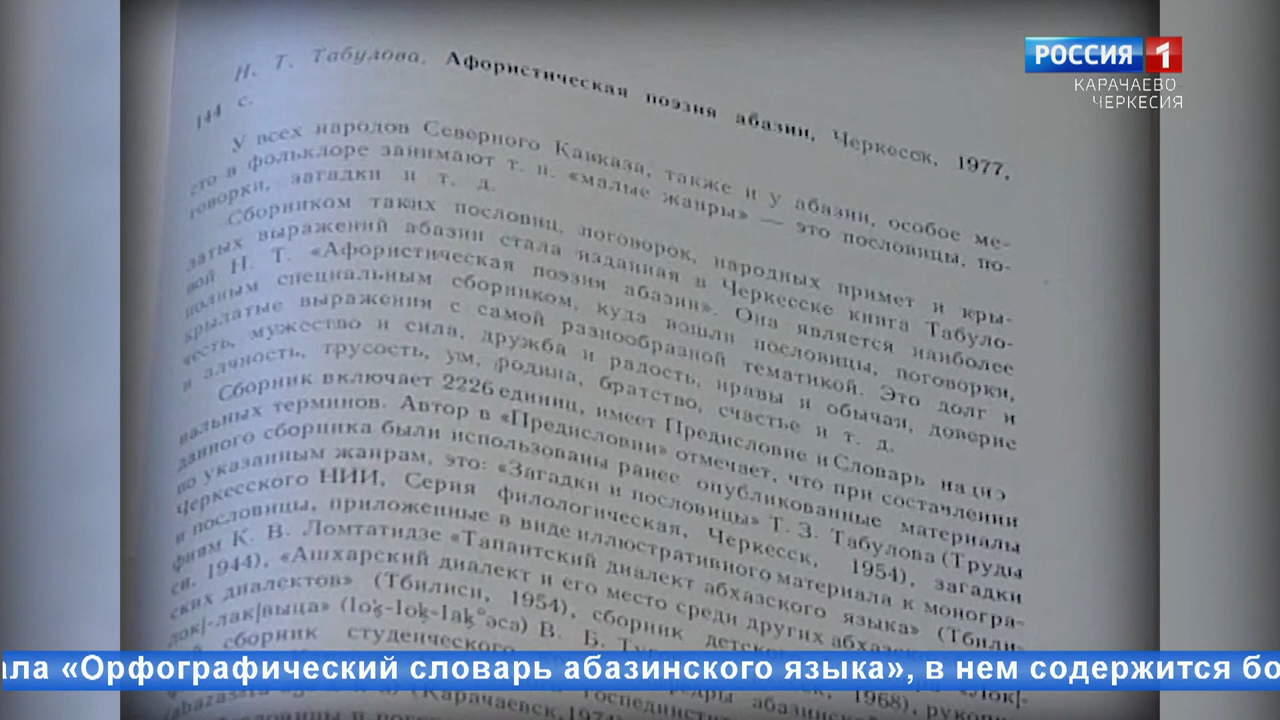 РОССИЯ 1
КАРАЧАЕВО-
ЧЕРКЕСИЯ
Н. Т. Табулова. Афористическая поэзия абазин, Черкесск, 1977,
144 с.
У всех народов Северного Кавказа, также и у абазин, особое ме-
сто в фольклоре занимают т. н. «малые жанры» — это пословицы, по-
говорки, загадки и т. д.
Сборником таких пословиц, поговорок, народных примет и кры-
латых выражений абазин стала изданная в Черкесске книга Табуло-
вой Н. Т. «Афористическая поэзия абазин». Она является наиболее
полным специальным сборником, куда вошли пословицы, поговорки,
крылатые выражения с самой разнообразной тематикой. Это долг и
честь, мужество и сила, дружба и радость, нравы и обычаи, доверие
и алчность, трусость, ум, родина, братство, счастье и т. д.
Сборник включает 2226 единиц, имеет Предисловие и Словарь
вальных терминов. Автор в «Предисловии» отмечает, что при составлении
данного сборника были использованы ранее опубликованные материалы
по указанным жанрам, это: «Загадки и пословицы» Т. З. Табулова (Труды
Черкесского НИИ, Серия филологическая, Черкесск, 1954), загадки
и пословицы, приложенные в виде иллюстративного материала к моногра-
фиям К. В. Ломтатидзе «Тапантский диалект абхазского языка» (Тбили-
си, 1944), «Ашхарский диалект и его место среди других
ских диалектов» (Тбилиси, 1954), сборник
В. Б.
сборник студенческого 1968),
(Карачаевск,
ала «Орфографический словарь абазинского языка», в нем содержится бо